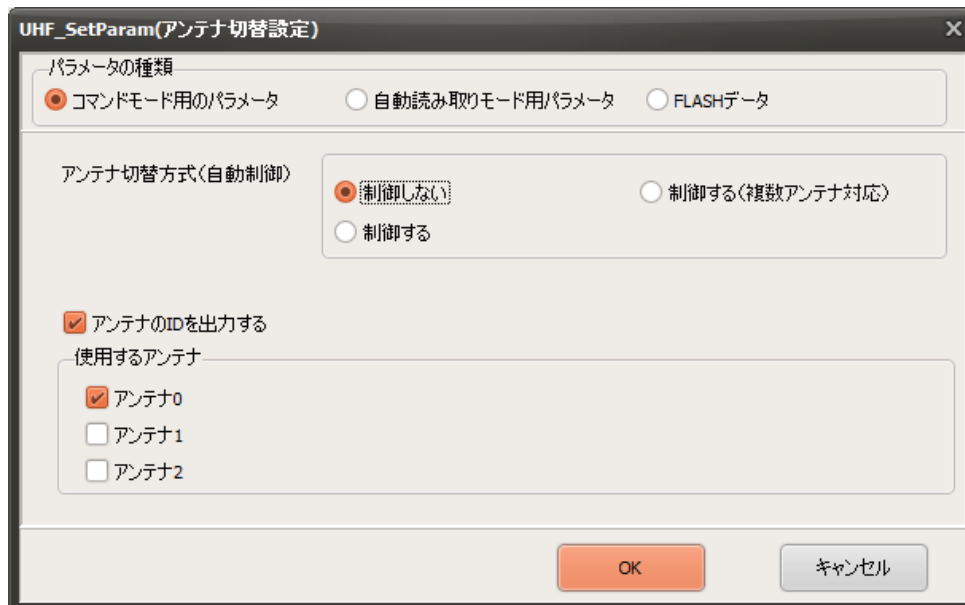 UHF_SetParam(アンテナ切替設定)
パラメータの種類
コマンドモード用のパラメータ 自動読み取りモード用パラメータ FLASHデータ
アンテナ切替方式(自動制御)
制御しない 制御する(複数アンテナ対応)
制御する
アンテナのIDを出力する
使用するアンテナ
アンテナ0
アンテナ1
アンテナ2
OK キャンセル